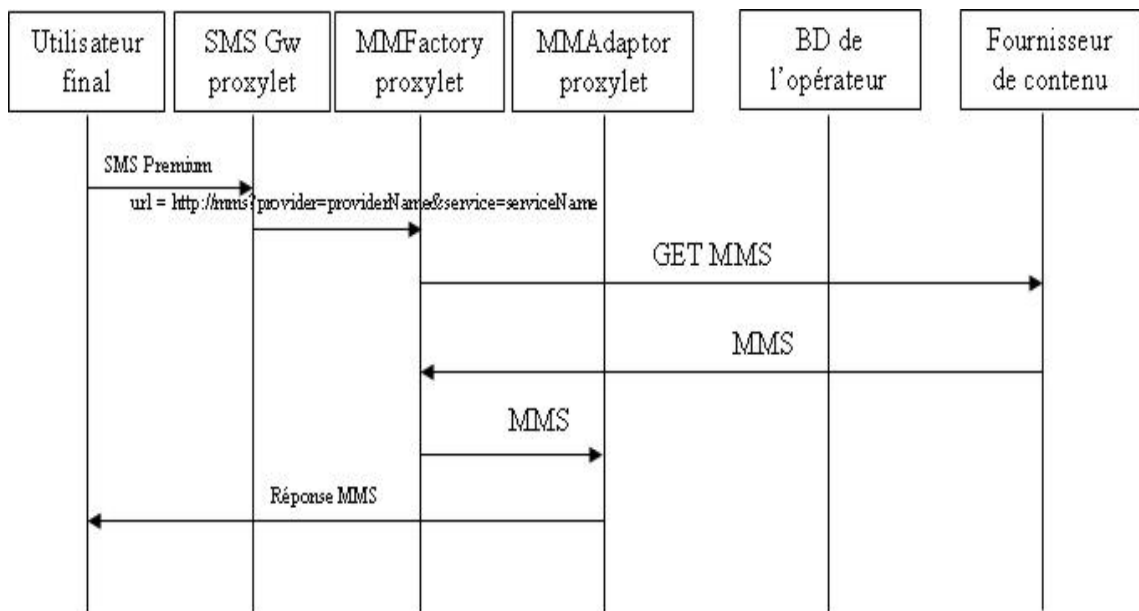 Utilisateur
final
SMS Gw
proxylet
MMFactory
proxylet
MMAdaptor
proxylet
BD de
l'opérateur
Fournisseur
de contenu
SMS Premium
url = http://mms?provider=providerName&service=serviceName
GET MMS
MMS
MMS
Réponse MMS